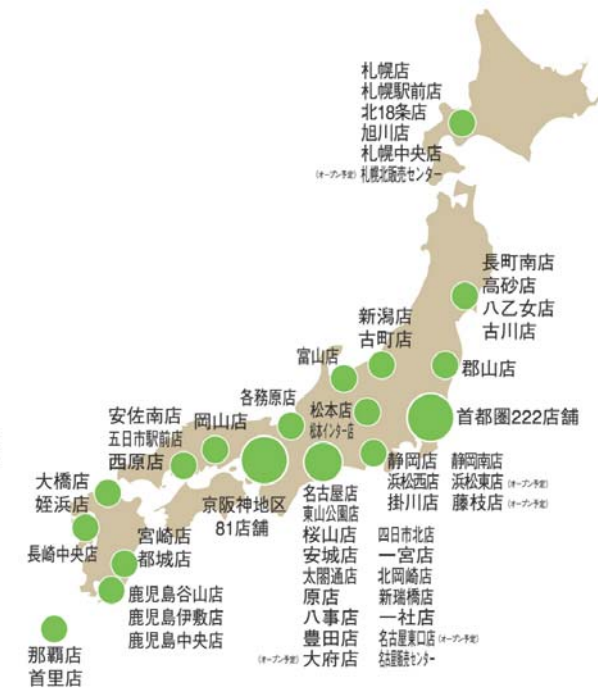 札幌店
札幌駅前店
北18条店
旭川店
札幌中央店
(オープン予定) 札幌北販売センター
長町南店
高砂店
八乙女店
古川店
新潟店
古町店
富山店
郡山店
各務原店
松本店
松本インター店
首都圏222店舗
安佐南店
五日市駅前店
西原店
岡山店
静岡店 静岡南店
浜松西店 浜松東店 (オープン予定)
掛川店 藤枝店 (オープン予定)
大橋店
姪浜店
京阪神地区
81店舗
名古屋店
東山公園店
桜山店 四日市北店
安城店 一宮店
太閤通店 北岡崎店
原店 新瑞橋店
八事店 一社店
豊田店 名古屋東口店 (オープン予定)
(オープン予定) 大府店 名古屋販売センター
長崎中央店
宮崎店
都城店
鹿児島谷山店
鹿児島伊敷店
鹿児島中央店
那覇店
首里店